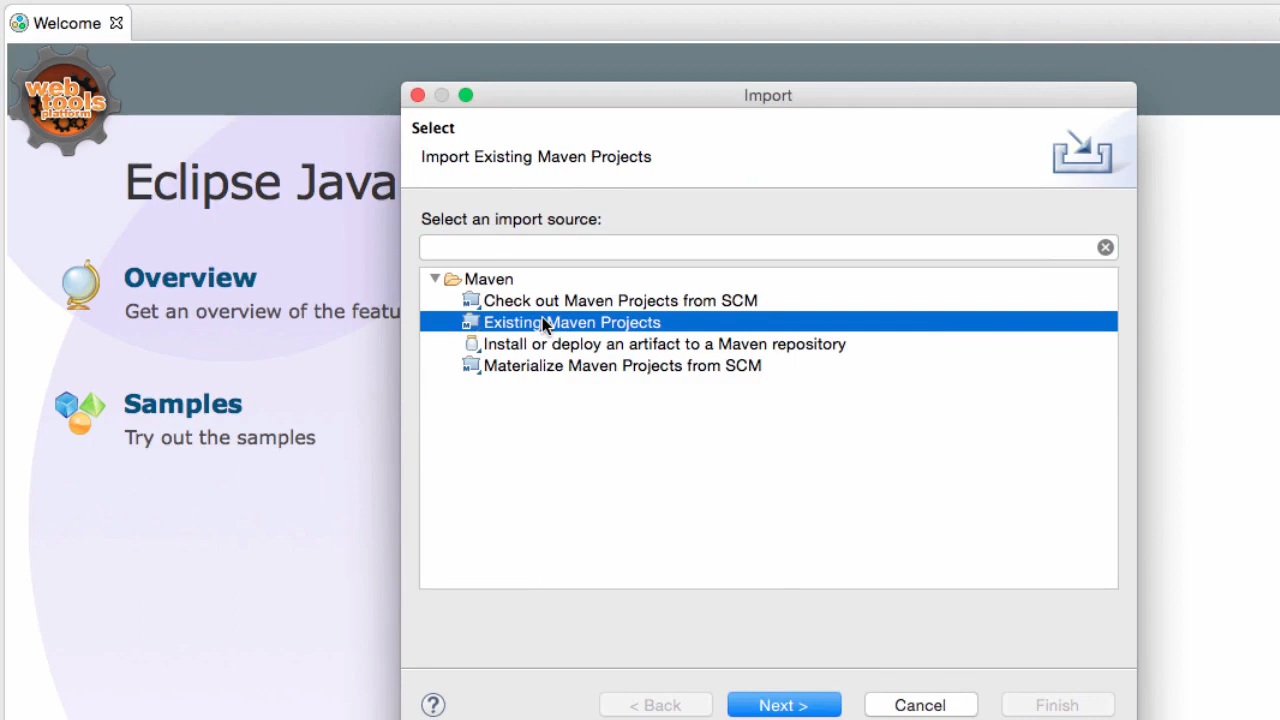 Welcome
web
tools
platform
Import
Select
Import Existing Maven Projects
Eclipse Java
Select an import source:
Maven
Overview
Check out Maven Projects from SCM
Get an overview of the featu
Existing Maven Projects
Install or deploy an artifact to a Maven repository
Materialize Maven Projects from SCM
Samples
Try out the samples
? < Back Next > Cancel Finish